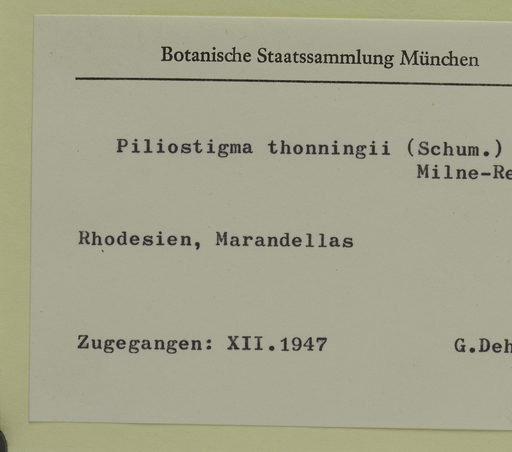 Botanische Staatssammlung München
Piliostigma thonningii (Schum.)
Milne-Re
Rhodesien, Marandellas
Zugegangen: XII.1947 G.Deh